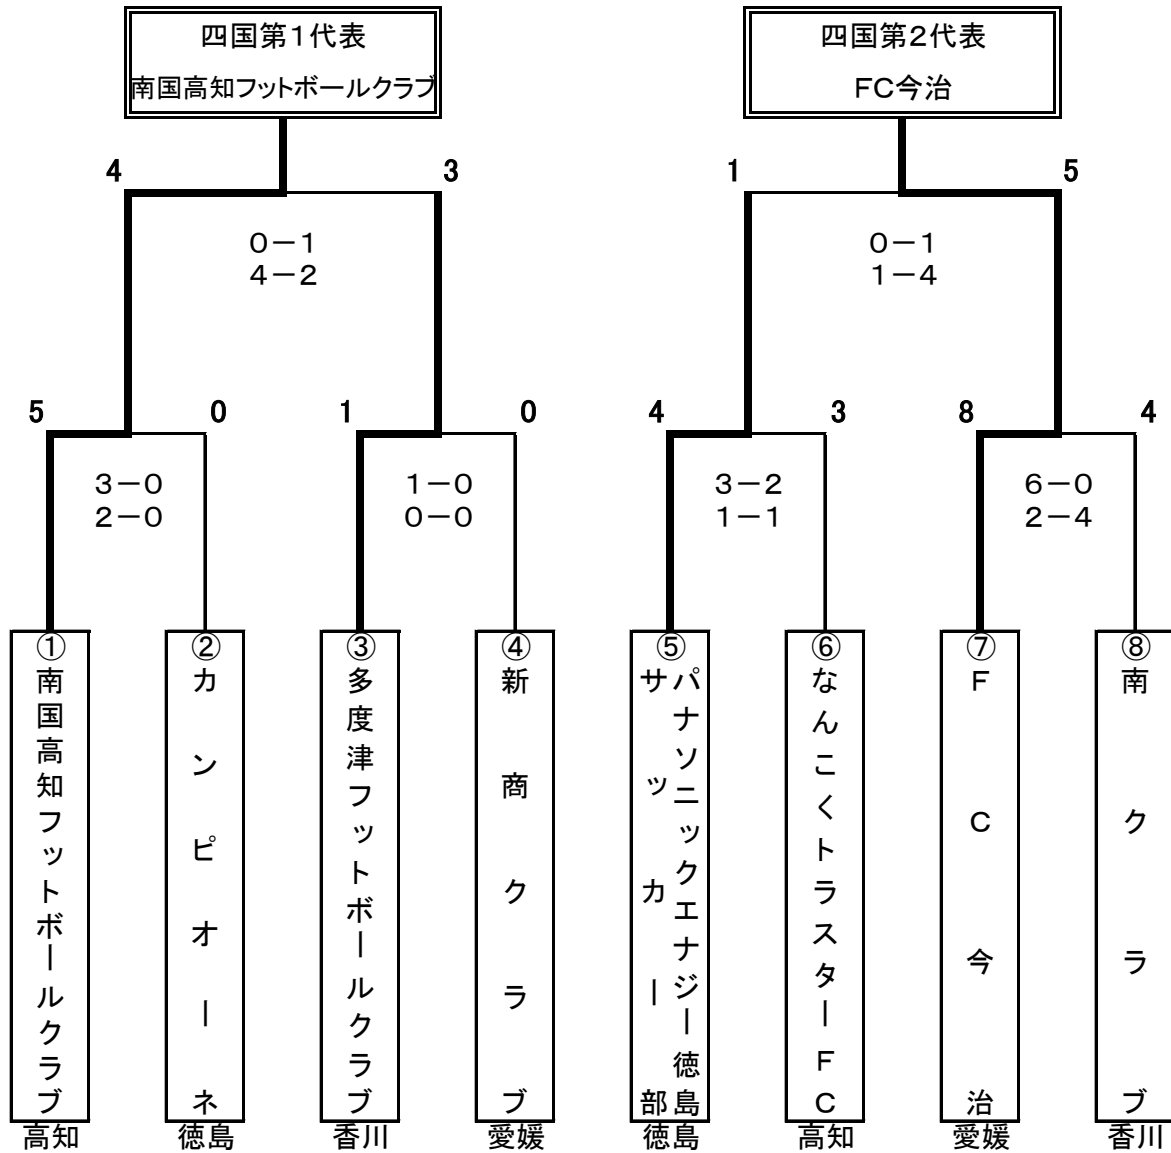 四国第1代表
南国高知フットボールクラブ
四国第2代表
FC今治
4
3
1
5
0－1
4－2
0－1
1－4
5
0
1
0
4
3
8
4
3－0
2－0
1－0
0－0
3－2
1－1
6－0
2－4
①
南国高知フットボールクラブ
高知
②
カンピオーネ
徳島
③
多度津フットボールクラブ
香川
④
新商クラブ
愛媛
⑤
パナソニックエナジー徳島
サッカー部
徳島
⑥
なんこくトラスターFC
高知
⑦
FC今治
愛媛
⑧
南クラブ
香川